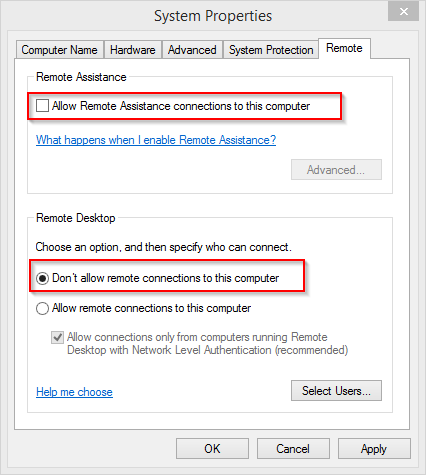 System Properties
Computer Name Hardware Advanced System Protection Remote
Remote Assistance
Allow Remote Assistance connections to this computer
What happens when I enable Remote Assistance?
Advanced...
Remote Desktop
Choose an option, and then specify who can connect.
Don't allow remote connections to this computer
Allow remote connections to this computer
Allow connections only from computers running Remote
Desktop with Network Level Authentication (recommended)
Help me choose
Select Users...
OK Cancel Apply